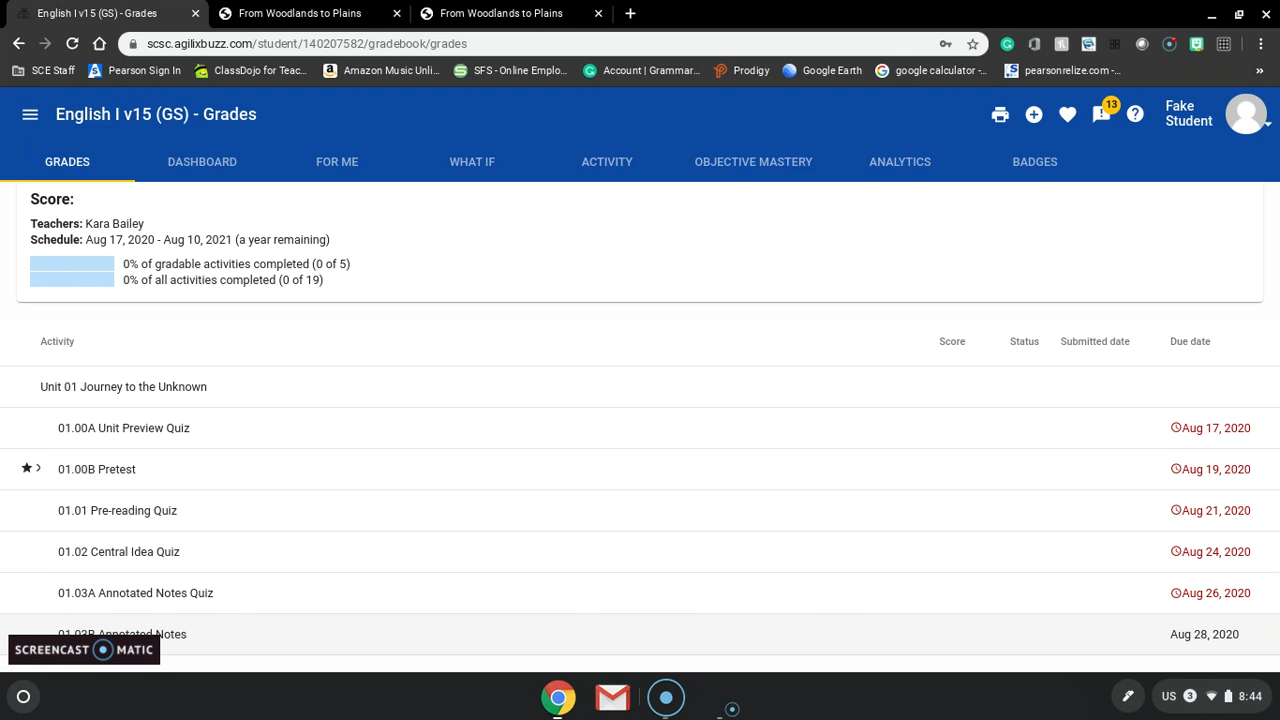 English I v15 (GS) - Grades
From Woodlands to Plains
From Woodlands to Plains
scsc.agilixbuzz.com/student/140207582/gradebook/grades
SCE Staff
Pearson Sign In
ClassDojo for Teac...
Amazon Music Unli...
SFS - Online Emplo...
Account | Grammar...
Prodigy
Google Earth
google calculator -...
pearsonrelize.com -...
»
English I v15 (GS) - Grades
13
Fake
Student
GRADES
DASHBOARD
FOR ME
WHAT IF
ACTIVITY
OBJECTIVE MASTERY
ANALYTICS
BADGES
Score:
Teachers: Kara Bailey
Schedule: Aug 17, 2020 - Aug 10, 2021 (a year remaining)
0% of gradable activities completed (0 of 5)
0% of all activities completed (0 of 19)
Activity Score Status Submitted date Due date
Unit 01 Journey to the Unknown
01.00A Unit Preview Quiz Aug 17, 2020
01.00B Pretest Aug 19, 2020
01.01 Pre-reading Quiz Aug 21, 2020
01.02 Central Idea Quiz Aug 24, 2020
01.03A Annotated Notes Quiz Aug 26, 2020
01.03B Annotated Notes Aug 28, 2020
SCREENCAST MATIC
US 3 8:44